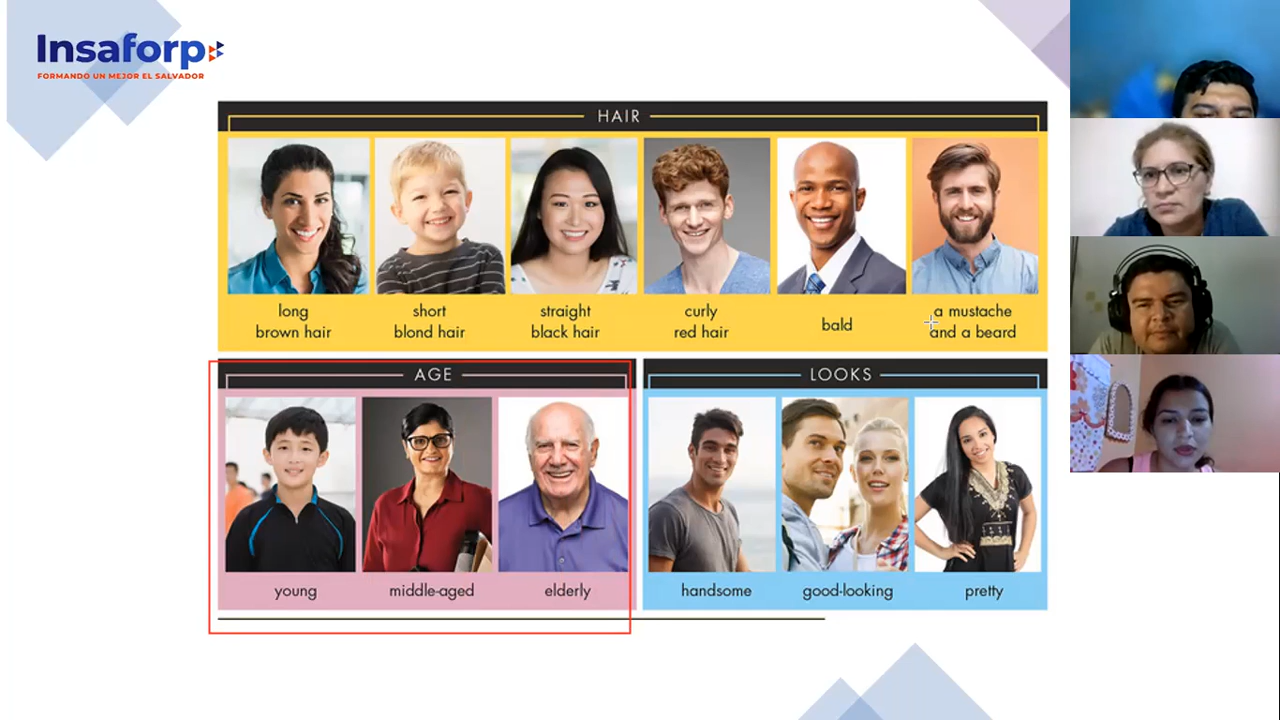 Insaforp
FORMANDO UN MEJOR EL SALVADOR
HAIR
long
brown hair
short
blond hair
straight
black hair
curly
red hair
bald
a mustache
and a beard
AGE
young
middle-aged
elderly
LOOKS
handsome
good-looking
pretty